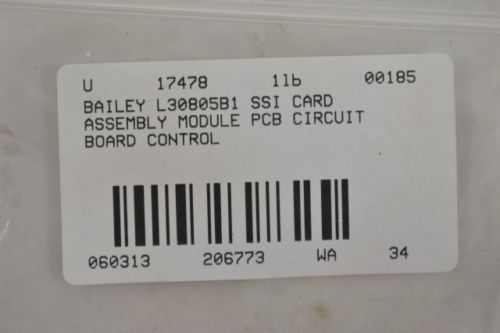 U 17478 1lb 00185
BAILEY L30805B1 SSI CARD
ASSEMBLY MODULE PCB CIRCUIT
BOARD CONTROL
060313 206773 WA 34